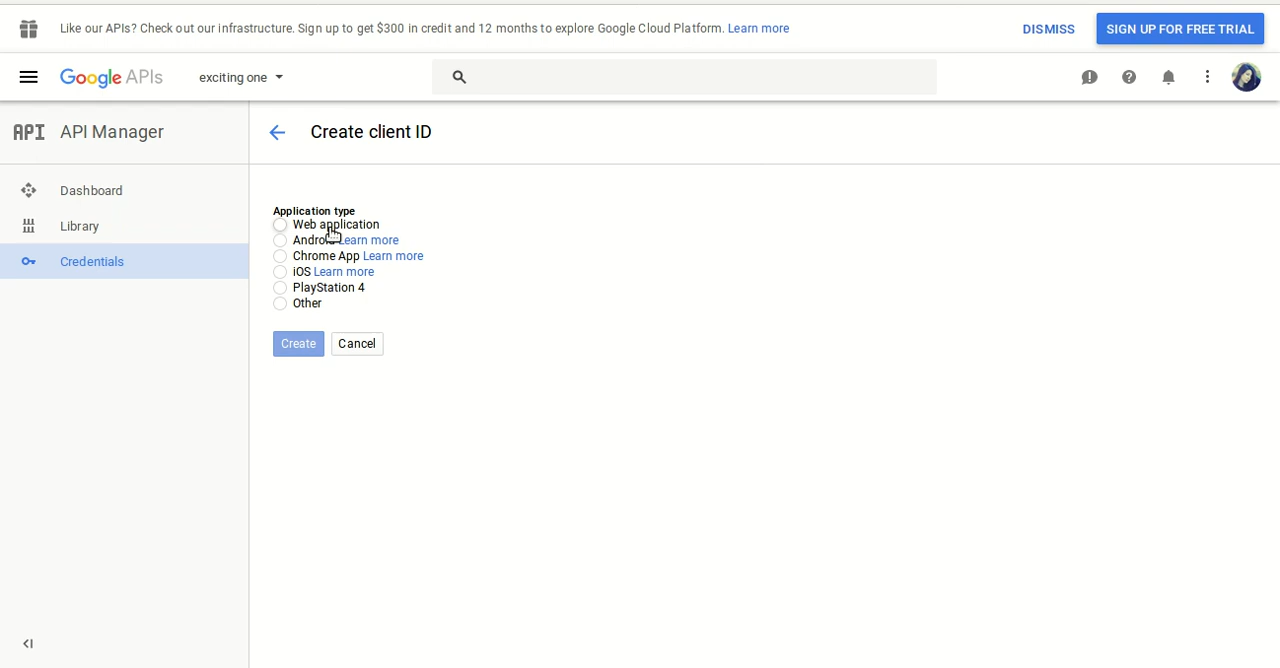 Like our APIs? Check out our infrastructure. Sign up to get $300 in credit and 12 months to explore Google Cloud Platform. Learn more
DISMISS
SIGN UP FOR FREE TRIAL
Google APIs
exciting one
API API Manager
Create client ID
Dashboard
Library
Credentials
Application type
Web application
Android Learn more
Chrome App Learn more
iOS Learn more
PlayStation 4
Other
Create
Cancel